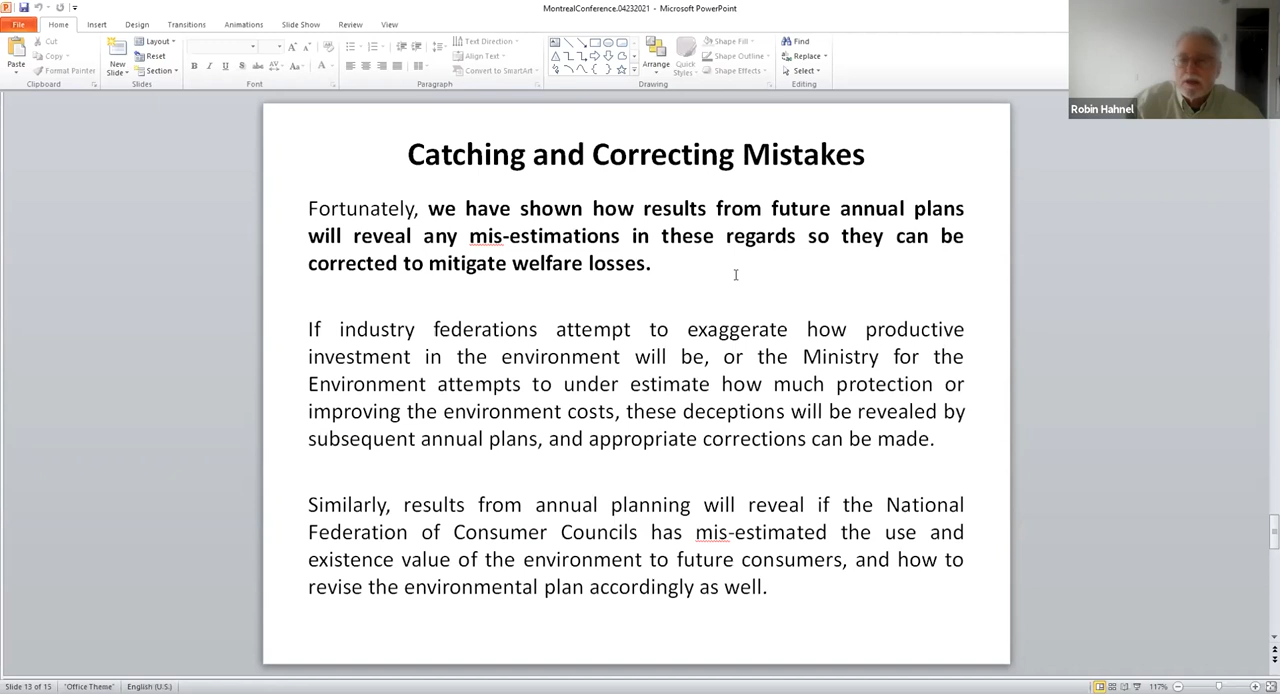 MontrealConference.04232021 - Microsoft PowerPoint
File Home Insert Design Transitions Animations Slide Show Review View
Cut
Copy
Format Painter
Paste
Clipboard
New Slide
Layout
Reset
Section
Slides
B I U S abc AV Aa A
Font
Paragraph
Text Direction
Align Text
Convert to SmartArt
Arrange
Quick Styles
Shape Fill
Shape Outline
Shape Effects
Drawing
Find
Replace
Select
Editing
Robin Hahnel
Catching and Correcting Mistakes
Fortunately, we have shown how results from future annual plans
will reveal any mis-estimations in these regards so they can be
corrected to mitigate welfare losses.
If industry federations attempt to exaggerate how productive
investment in the environment will be, or the Ministry for the
Environment attempts to under estimate how much protection or
improving the environment costs, these deceptions will be revealed by
subsequent annual plans, and appropriate corrections can be made.
Similarly, results from annual planning will reveal if the National
Federation of Consumer Councils has mis-estimated the use and
existence value of the environment to future consumers, and how to
revise the environmental plan accordingly as well.
Slide 13 of 15 "Office Theme" English (U.S.) 117%